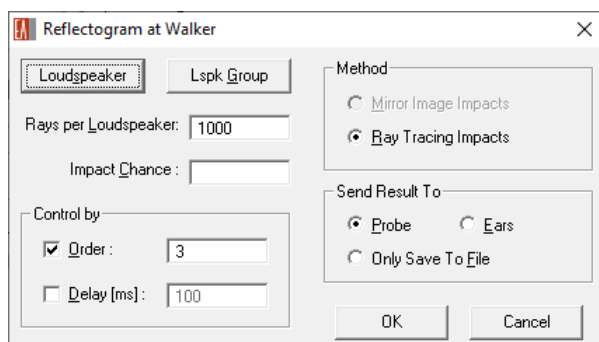 EA Reflectogram at Walker
Loudspeaker
Lspk Group
Rays per Loudspeaker: 1000
Impact Chance :
Control by
Order : 3
Delay [ms] : 100
Method
Mirror Image Impacts
Ray Tracing Impacts
Send Result To
Probe
Ears
Only Save To File
OK
Cancel